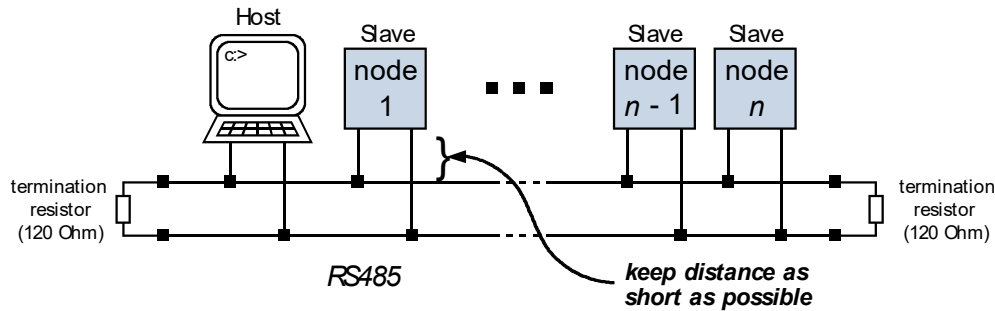 Host
c:>
Slave
node
1
Slave
node
n - 1
Slave
node
n
termination
resistor
(120 Ohm)
termination
resistor
(120 Ohm)
RS485
keep distance as
short as possible